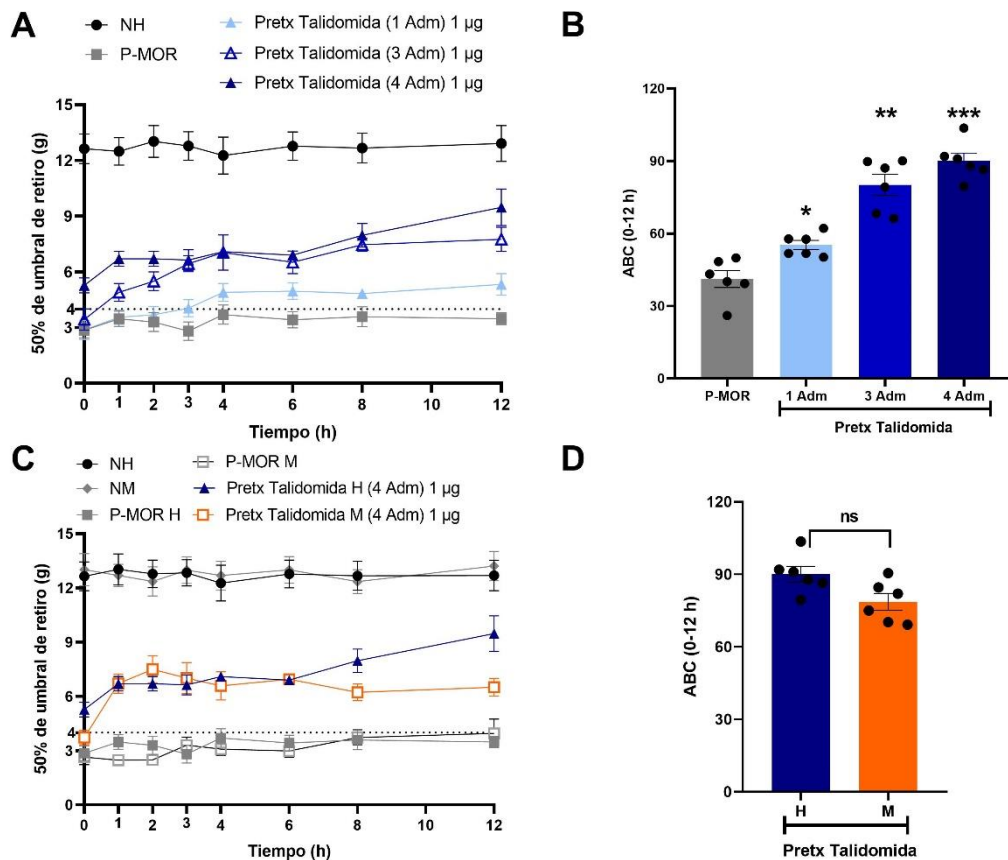 A
NH
P-MOR
Pretx Talidomida (1 Adm) 1 µg
Pretx Talidomida (3 Adm) 1 µg
Pretx Talidomida (4 Adm) 1 µg
50% de umbral de retiro (g)
15
12
9
6
4
3
0
0 1 2 3 4 6 8 10 12
Tiempo (h)
B
ABC (0-12 h)
120
90
60
30
0
*
**
***
P-MOR 1 Adm 3 Adm 4 Adm
Pretx Talidomida
C
NH
NM
P-MOR H
P-MOR M
Pretx Talidomida H (4 Adm) 1 µg
Pretx Talidomida M (4 Adm) 1 µg
50% de umbral de retiro (g)
15
12
9
6
4
3
0
0 1 2 3 4 6 8 10 12
Tiempo (h)
D
ABC (0-12 h)
120
90
60
30
0
ns
H M
Pretx Talidomida